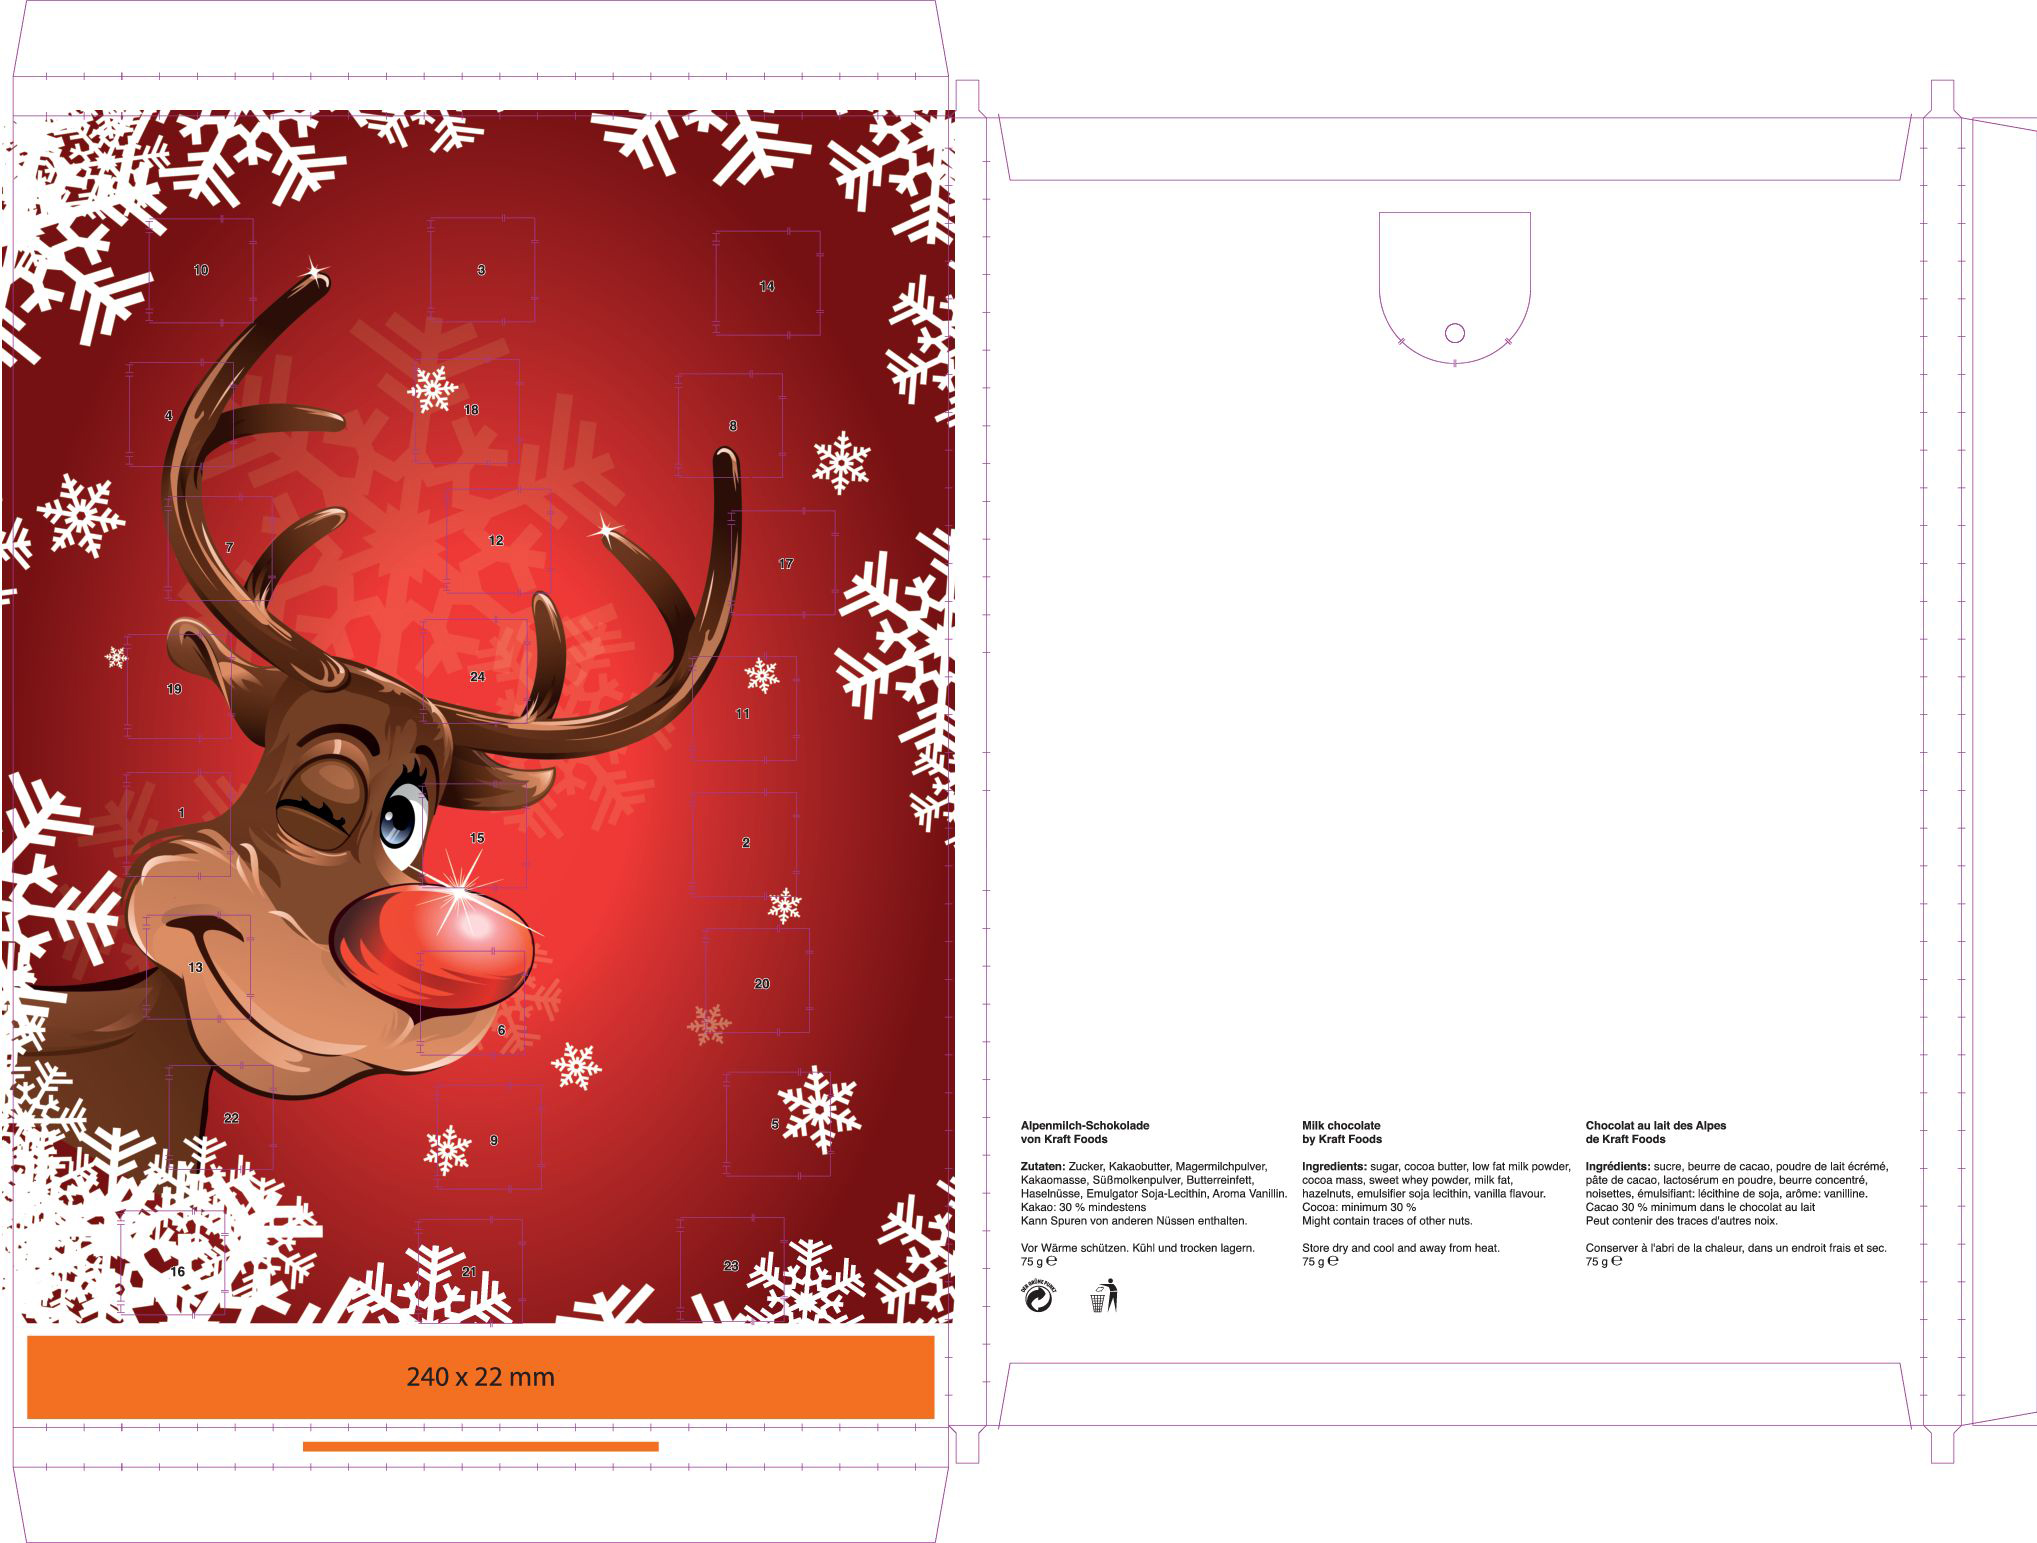 10
3
14
4
18
8
7
12
17
19
24
11
1
15
2
13
20
6
22
9
5
16
21
23
240 x 22 mm
Alpenmilch-Schokolade
von Kraft Foods
Zutaten: Zucker, Kakaobutter, Magermilchpulver,
Kakaomasse, Süßmolkenpulver, Butterreinfett,
Haselnüsse, Emulgator Soja-Lecithin, Aroma Vanillin.
Kakao: 30 % mindestens
Kann Spuren von anderen Nüssen enthalten.
Vor Wärme schützen. Kühl und trocken lagern.
75 g ℮
DER GRÜNE PUNKT
Milk chocolate
by Kraft Foods
Ingredients: sugar, cocoa butter, low fat milk powder,
cocoa mass, sweet whey powder, milk fat,
hazelnuts, emulsifier soja lecithin, vanilla flavour.
Cocoa: minimum 30 %
Might contain traces of other nuts.
Store dry and cool and away from heat.
75 g ℮
Chocolat au lait des Alpes
de Kraft Foods
Ingrédients: sucre, beurre de cacao, poudre de lait écrémé,
pâte de cacao, lactosérum en poudre, beurre concentré,
noisettes, émulsifiant: lécithine de soja, arôme: vanilline.
Cacao 30 % minimum dans le chocolat au lait
Peut contenir des traces d'autres noix.
Conserver à l'abri de la chaleur, dans un endroit frais et sec.
75 g ℮